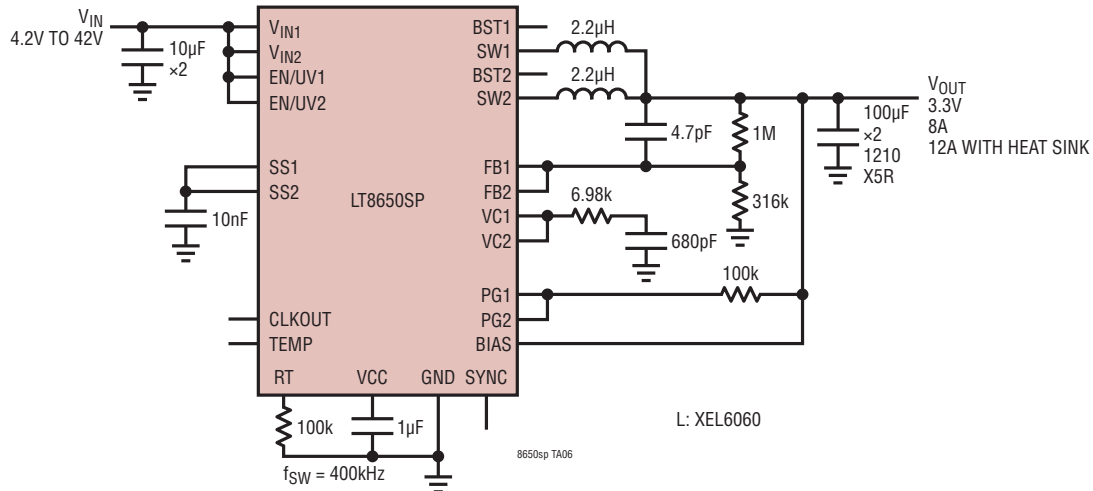 VIN
4.2V TO 42V
10µF
×2
VIN1
VIN2
EN/UV1
EN/UV2
SS1
SS2
10nF
CLKOUT
TEMP
RT
VCC
GND
SYNC
LT8650SP
BST1
SW1
BST2
SW2
FB1
FB2
VC1
VC2
PG1
PG2
BIAS
2.2µH
2.2µH
4.7pF
1M
316k
6.98k
680pF
100k
100µF
×2
1210
X5R
VOUT
3.3V
8A
12A WITH HEAT SINK
100k
1µF
fSW = 400kHz
8650sp TA06
L: XEL6060